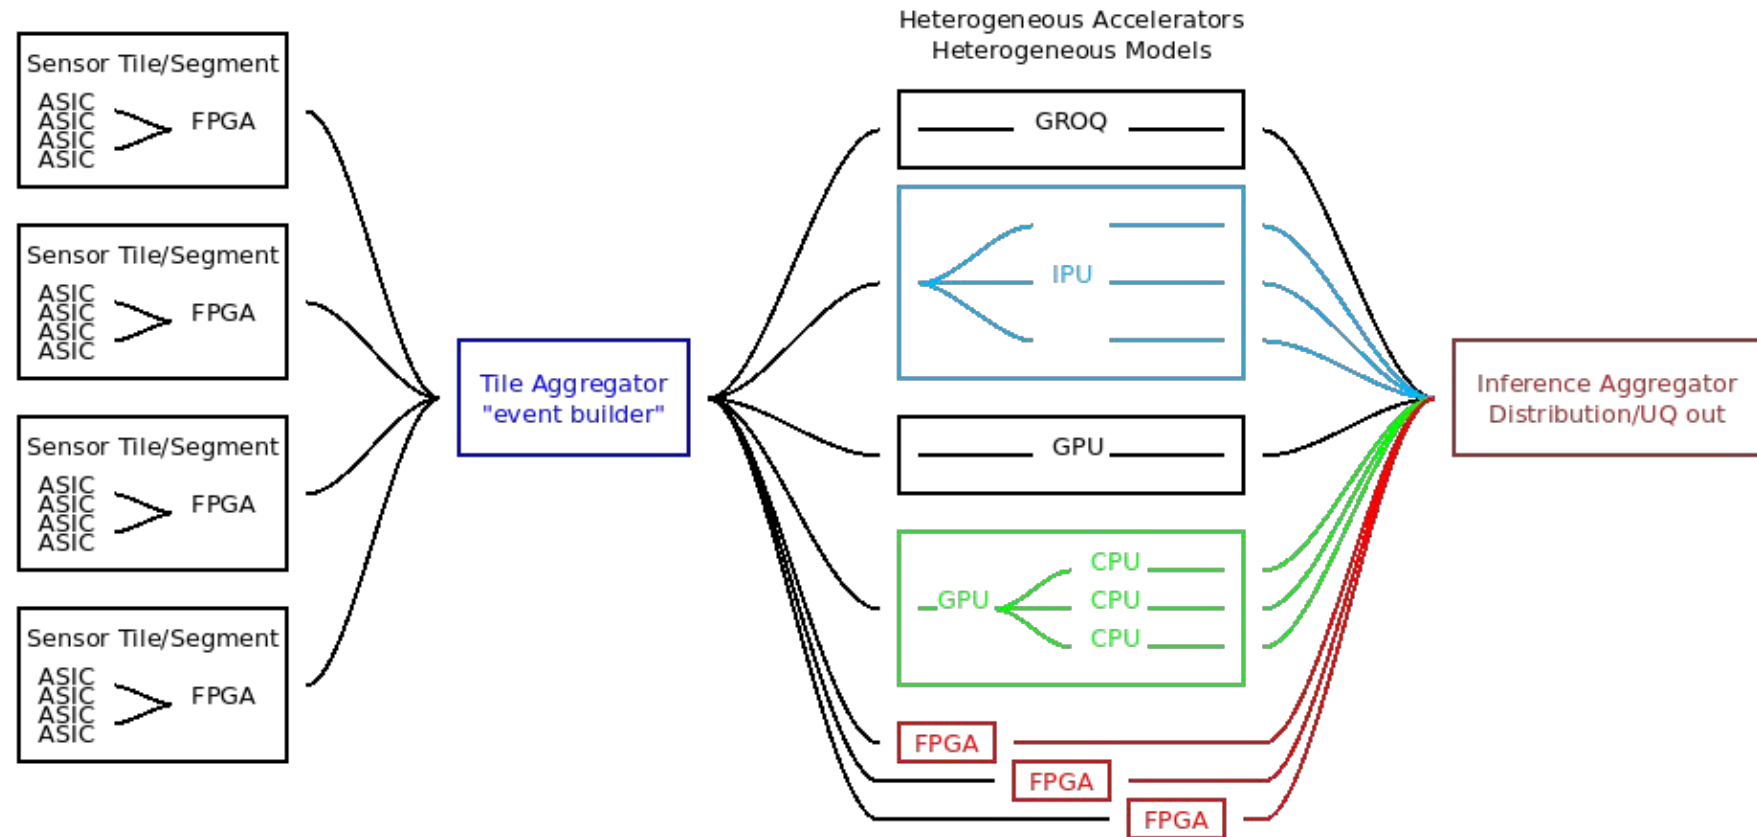 Sensor Tile/Segment
ASIC
ASIC
ASIC
ASIC
FPGA
Sensor Tile/Segment
ASIC
ASIC
ASIC
ASIC
FPGA
Sensor Tile/Segment
ASIC
ASIC
ASIC
ASIC
FPGA
Sensor Tile/Segment
ASIC
ASIC
ASIC
ASIC
FPGA
Tile Aggregator
"event builder"
Heterogeneous Accelerators
Heterogeneous Models
GROQ
IPU
GPU
GPU
CPU
CPU
CPU
FPGA
FPGA
FPGA
Inference Aggregator
Distribution/UQ out